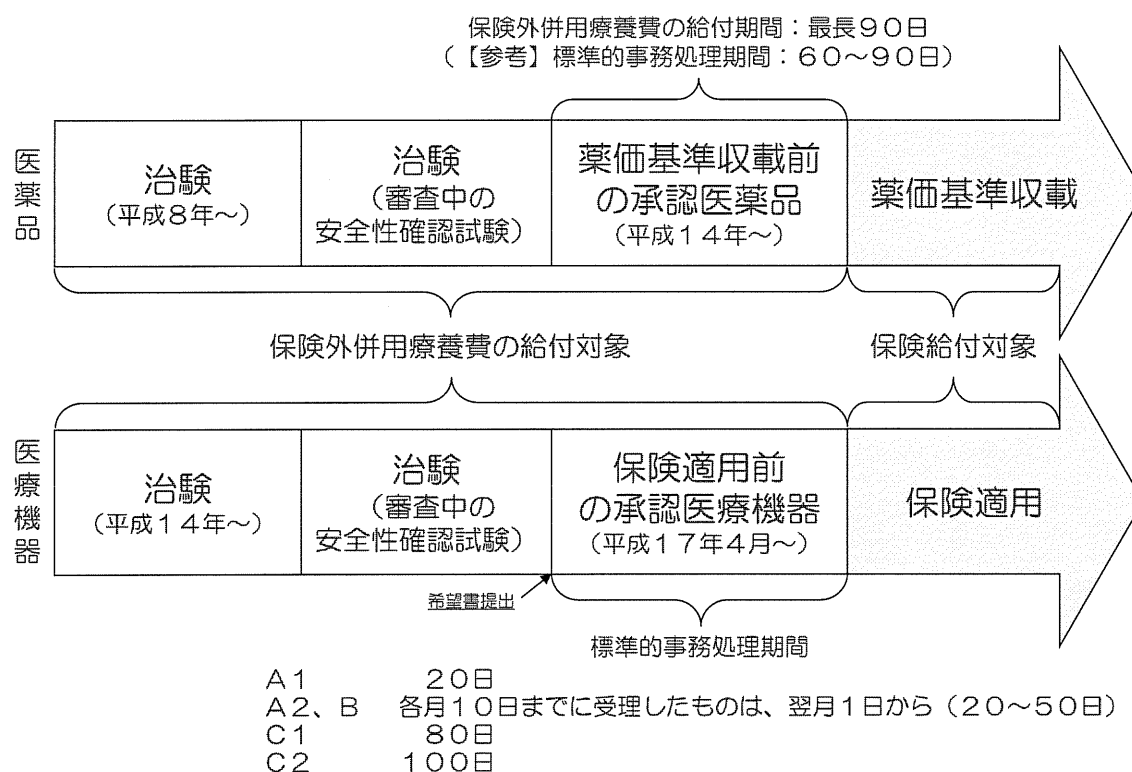 保険外併用療養費の給付期間：最長９０日
（【参考】標準的事務処理期間：６０～９０日）
医薬品
治験
（平成８年～）
治験
（審査中の
安全性確認試験）
薬価基準収載前
の承認医薬品
（平成１４年～）
薬価基準収載
保険外併用療養費の給付対象
保険給付対象
医療機器
治験
（平成１４年～）
治験
（審査中の
安全性確認試験）
保険適用前
の承認医療機器
（平成１７年４月～）
保険適用
希望書提出
標準的事務処理期間
Ａ１　２０日
Ａ２、Ｂ　各月１０日までに受理したものは、翌月１日から（２０～５０日）
Ｃ１　８０日
Ｃ２　１００日